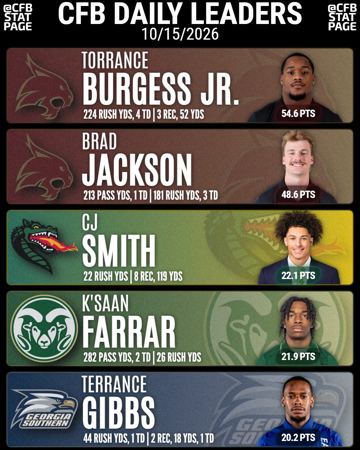 @CFB
STAT
PAGE
CFB DAILY LEADERS
10/15/2026
@CFB
STAT
PAGE
TORRANCE
BURGESS JR.
224 RUSH YDS, 4 TD | 3 REC, 52 YDS
54.6 PTS
BRAD
JACKSON
213 PASS YDS, 1 TD | 181 RUSH YDS, 3 TD
48.6 PTS
CJ
SMITH
22 RUSH YDS | 8 REC, 119 YDS
22.1 PTS
K'SAAN
FARRAR
282 PASS YDS, 2 TD | 26 RUSH YDS
21.9 PTS
TERRANCE
GIBBS
44 RUSH YDS, 1 TD | 2 REC, 18 YDS, 1 TD
20.2 PTS
GEORGIA
SOUTHERN